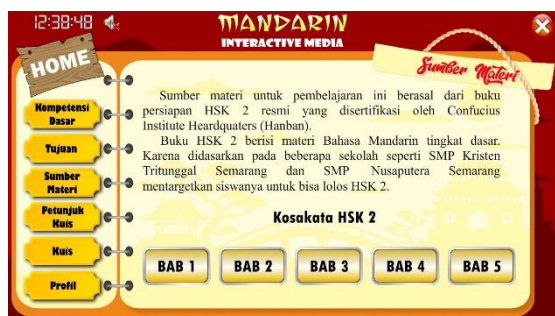 12:38:48
MANDARIN
INTERACTIVE MEDIA
HOME
Sumber Materi
Kompetensi
Dasar
Tujuan
Sumber
Materi
Petunjuk
Kuis
Kuis
Profil
Sumber materi untuk pembelajaran ini berasal dari buku
persiapan HSK 2 resmi yang disertifikasi oleh Confucius
Institute Heardquaters (Hanban).
Buku HSK 2 berisi materi Bahasa Mandarin tingkat dasar.
Karena didasarkan pada beberapa sekolah seperti SMP Kristen
Tritunggal Semarang dan SMP Nusaputera Semarang
mentargetkan siswanya untuk bisa lolos HSK 2.
Kosakata HSK 2
BAB 1 BAB 2 BAB 3 BAB 4 BAB 5